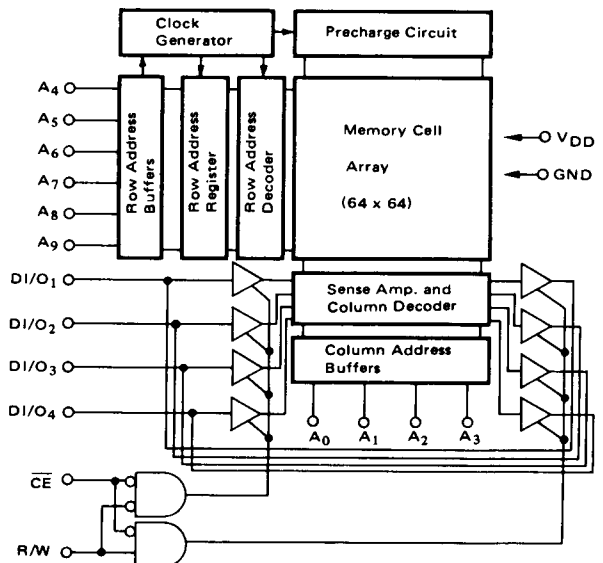 Clock
Generator
Precharge Circuit
A4
A5
A6
A7
A8
A9
Row Address
Buffers
Row Address
Register
Row Address
Decoder
Memory Cell
Array
(64 x 64)
VDD
GND
DI/O1
DI/O2
DI/O3
DI/O4
Sense Amp. and
Column Decoder
Column Address
Buffers
A0
A1
A2
A3
CE
R/W